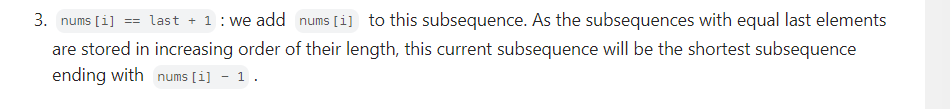 3. nums[i] == last + 1 : we add nums[i] to this subsequence. As the subsequences with equal last elements
are stored in increasing order of their length, this current subsequence will be the shortest subsequence
ending with nums[i] - 1 .